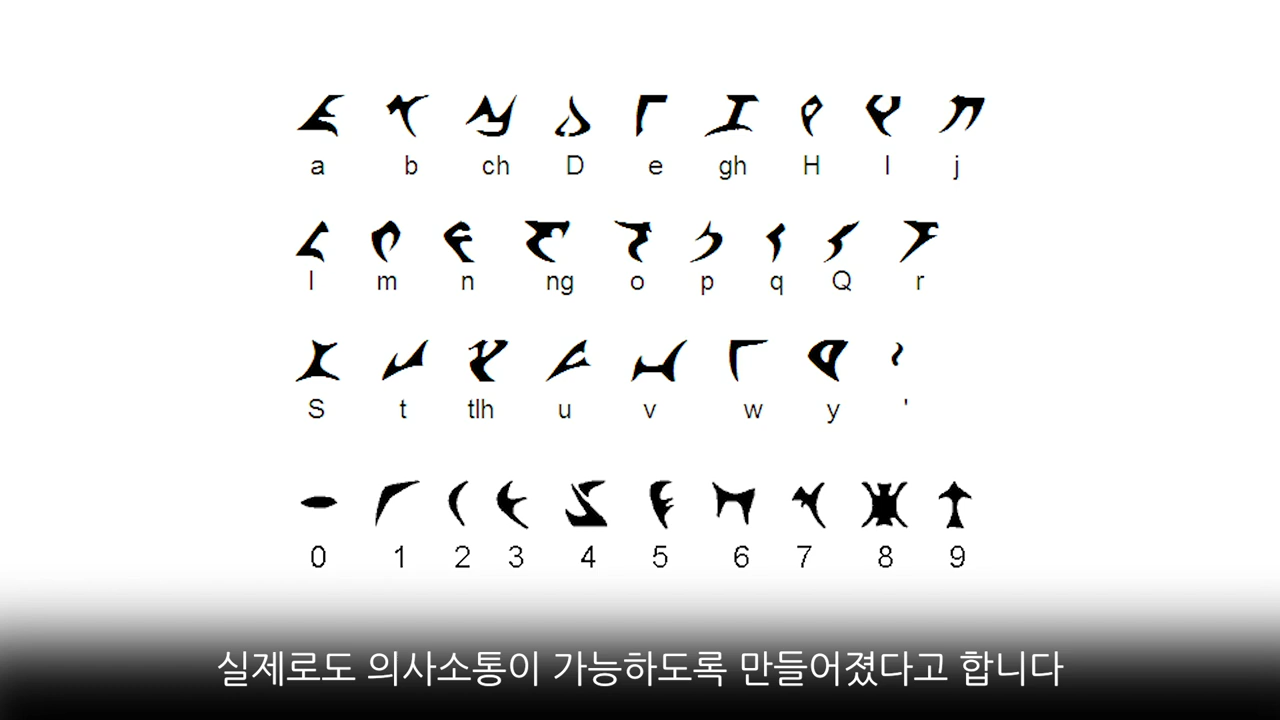 a b ch D e gh H I j
l m n ng o p q Q r
S t tlh u v w y '
0 1 2 3 4 5 6 7 8 9
실제로도 의사소통이 가능하도록 만들어졌다고 합니다